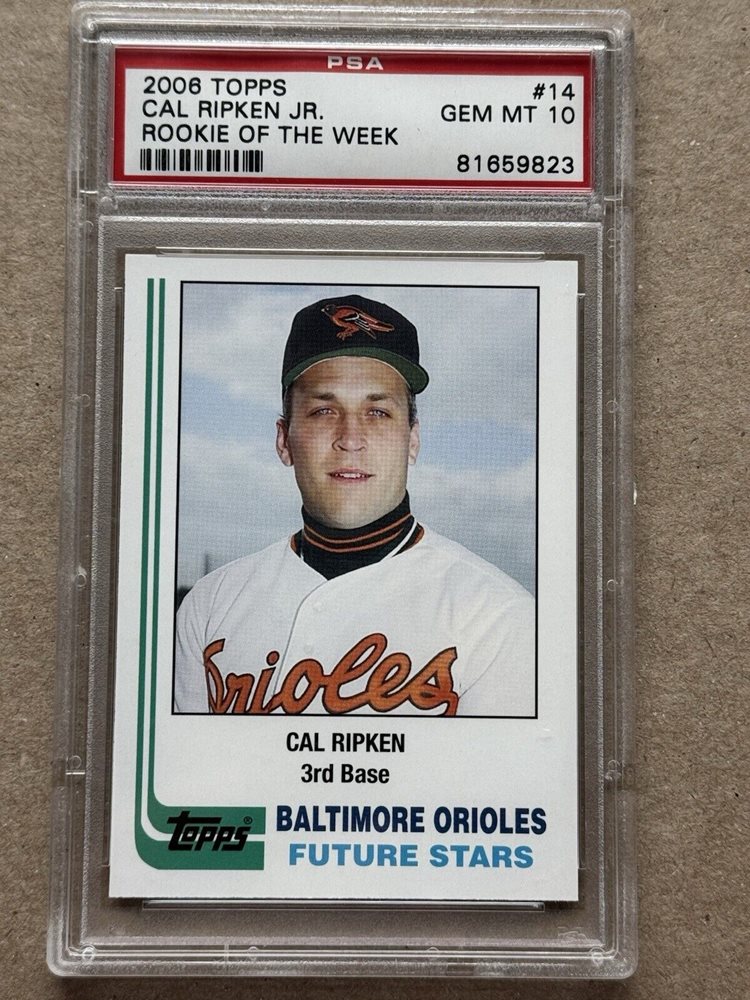 PSA
2006 TOPPS #14
CAL RIPKEN JR. GEM MT 10
ROOKIE OF THE WEEK
81659823
Orioles
CAL RIPKEN
3rd Base
topps® BALTIMORE ORIOLES
FUTURE STARS